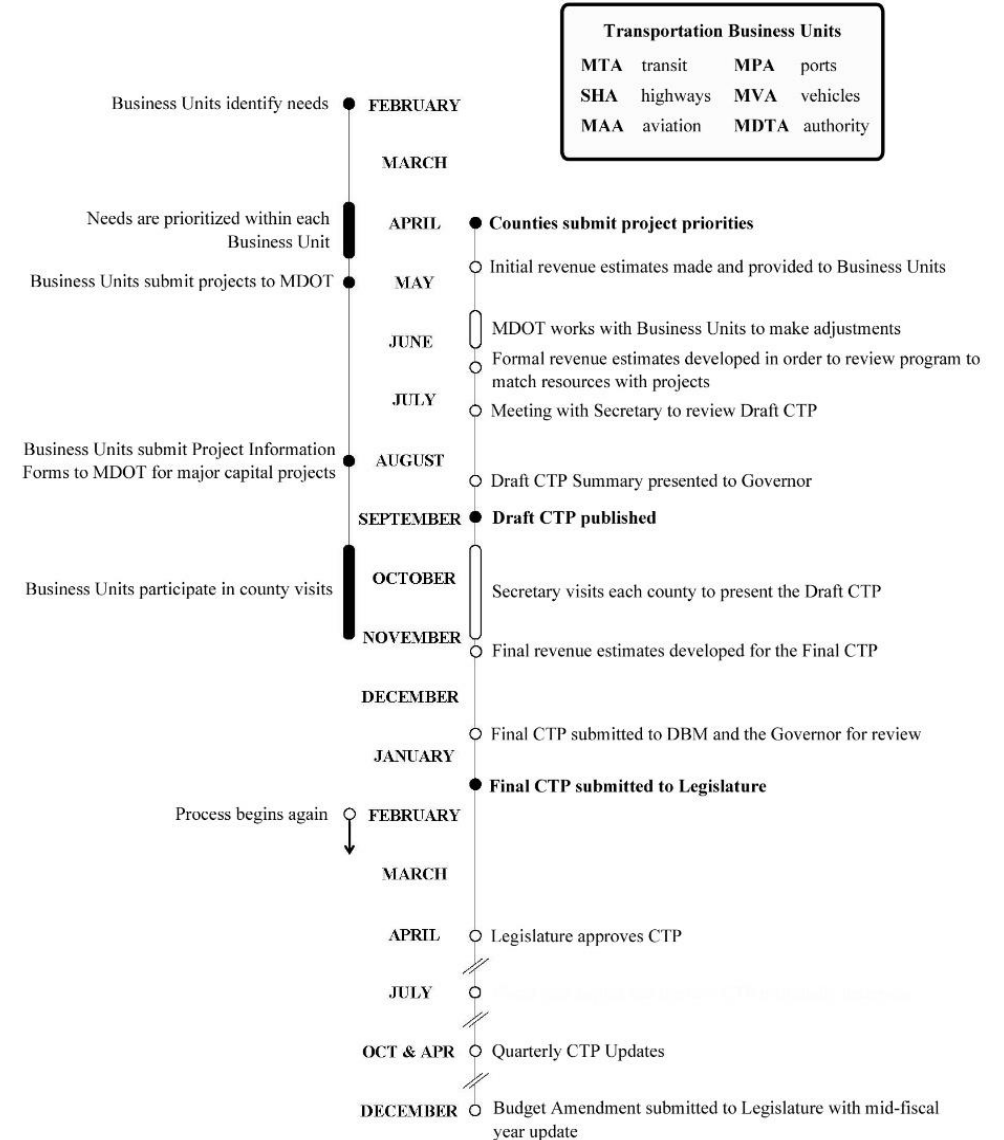 Transportation Business Units
MTA transit MPA ports
SHA highways MVA vehicles
MAA aviation MDTA authority
Business Units identify needs FEBRUARY
MARCH
Needs are prioritized within each
Business Unit
APRIL Counties submit project priorities
Initial revenue estimates made and provided to Business Units
Business Units submit projects to MDOT MAY
MDOT works with Business Units to make adjustments
JUNE
Formal revenue estimates developed in order to review program to
match resources with projects
JULY
Meeting with Secretary to review Draft CTP
Business Units submit Project Information
Forms to MDOT for major capital projects
AUGUST
Draft CTP Summary presented to Governor
SEPTEMBER Draft CTP published
OCTOBER
Business Units participate in county visits
Secretary visits each county to present the Draft CTP
NOVEMBER
Final revenue estimates developed for the Final CTP
DECEMBER
Final CTP submitted to DBM and the Governor for review
JANUARY
Final CTP submitted to Legislature
Process begins again FEBRUARY
MARCH
APRIL Legislature approves CTP
JULY
OCT & APR Quarterly CTP Updates
DECEMBER Budget Amendment submitted to Legislature with mid-fiscal
year update